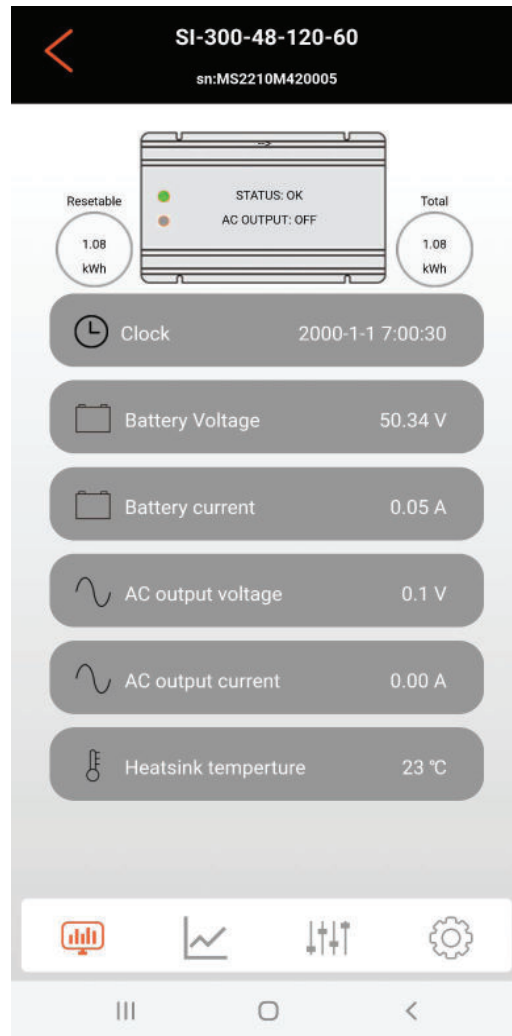 SI-300-48-120-60
sn:MS2210M420005
STATUS: OK
AC OUTPUT: OFF
Resetable
1.08
kWh
Total
1.08
kWh
Clock 2000-1-1 7:00:30
Battery Voltage 50.34 V
Battery current 0.05 A
AC output voltage 0.1 V
AC output current 0.00 A
Heatsink temperture 23 ℃